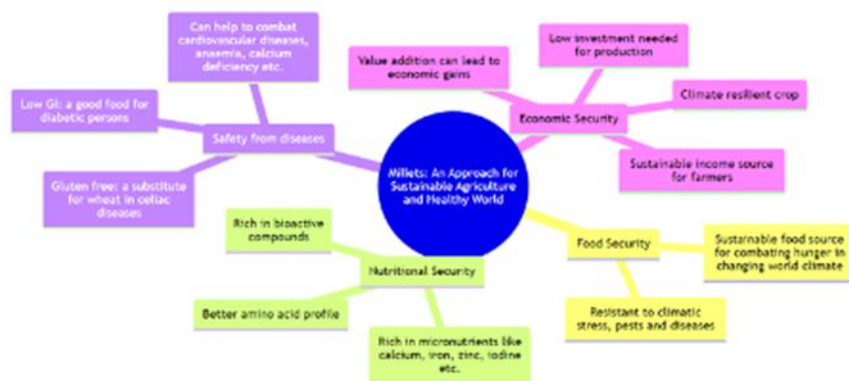 Can help to combat
cardiovascular diseases,
anaemia, calcium
deficiency etc.
Low GI: a good food for
diabetic persons
Safety from diseases
Gluten free: a substitute
for wheat in celiac
diseases
Millets: An Approach for
Sustainable Agriculture
and Healthy World
Value addition can lead to
economic gains
Low investment needed
for production
Climate resilient crop
Economic Security
Sustainable income source
for farmers
Rich in bioactive
compounds
Nutritional Security
Better amino acid profile
Rich in micronutrients like
calcium, iron, zinc, iodine
etc.
Food Security
Sustainable food source
for combating hunger in
changing world climate
Resistant to climatic
stress, pests and diseases